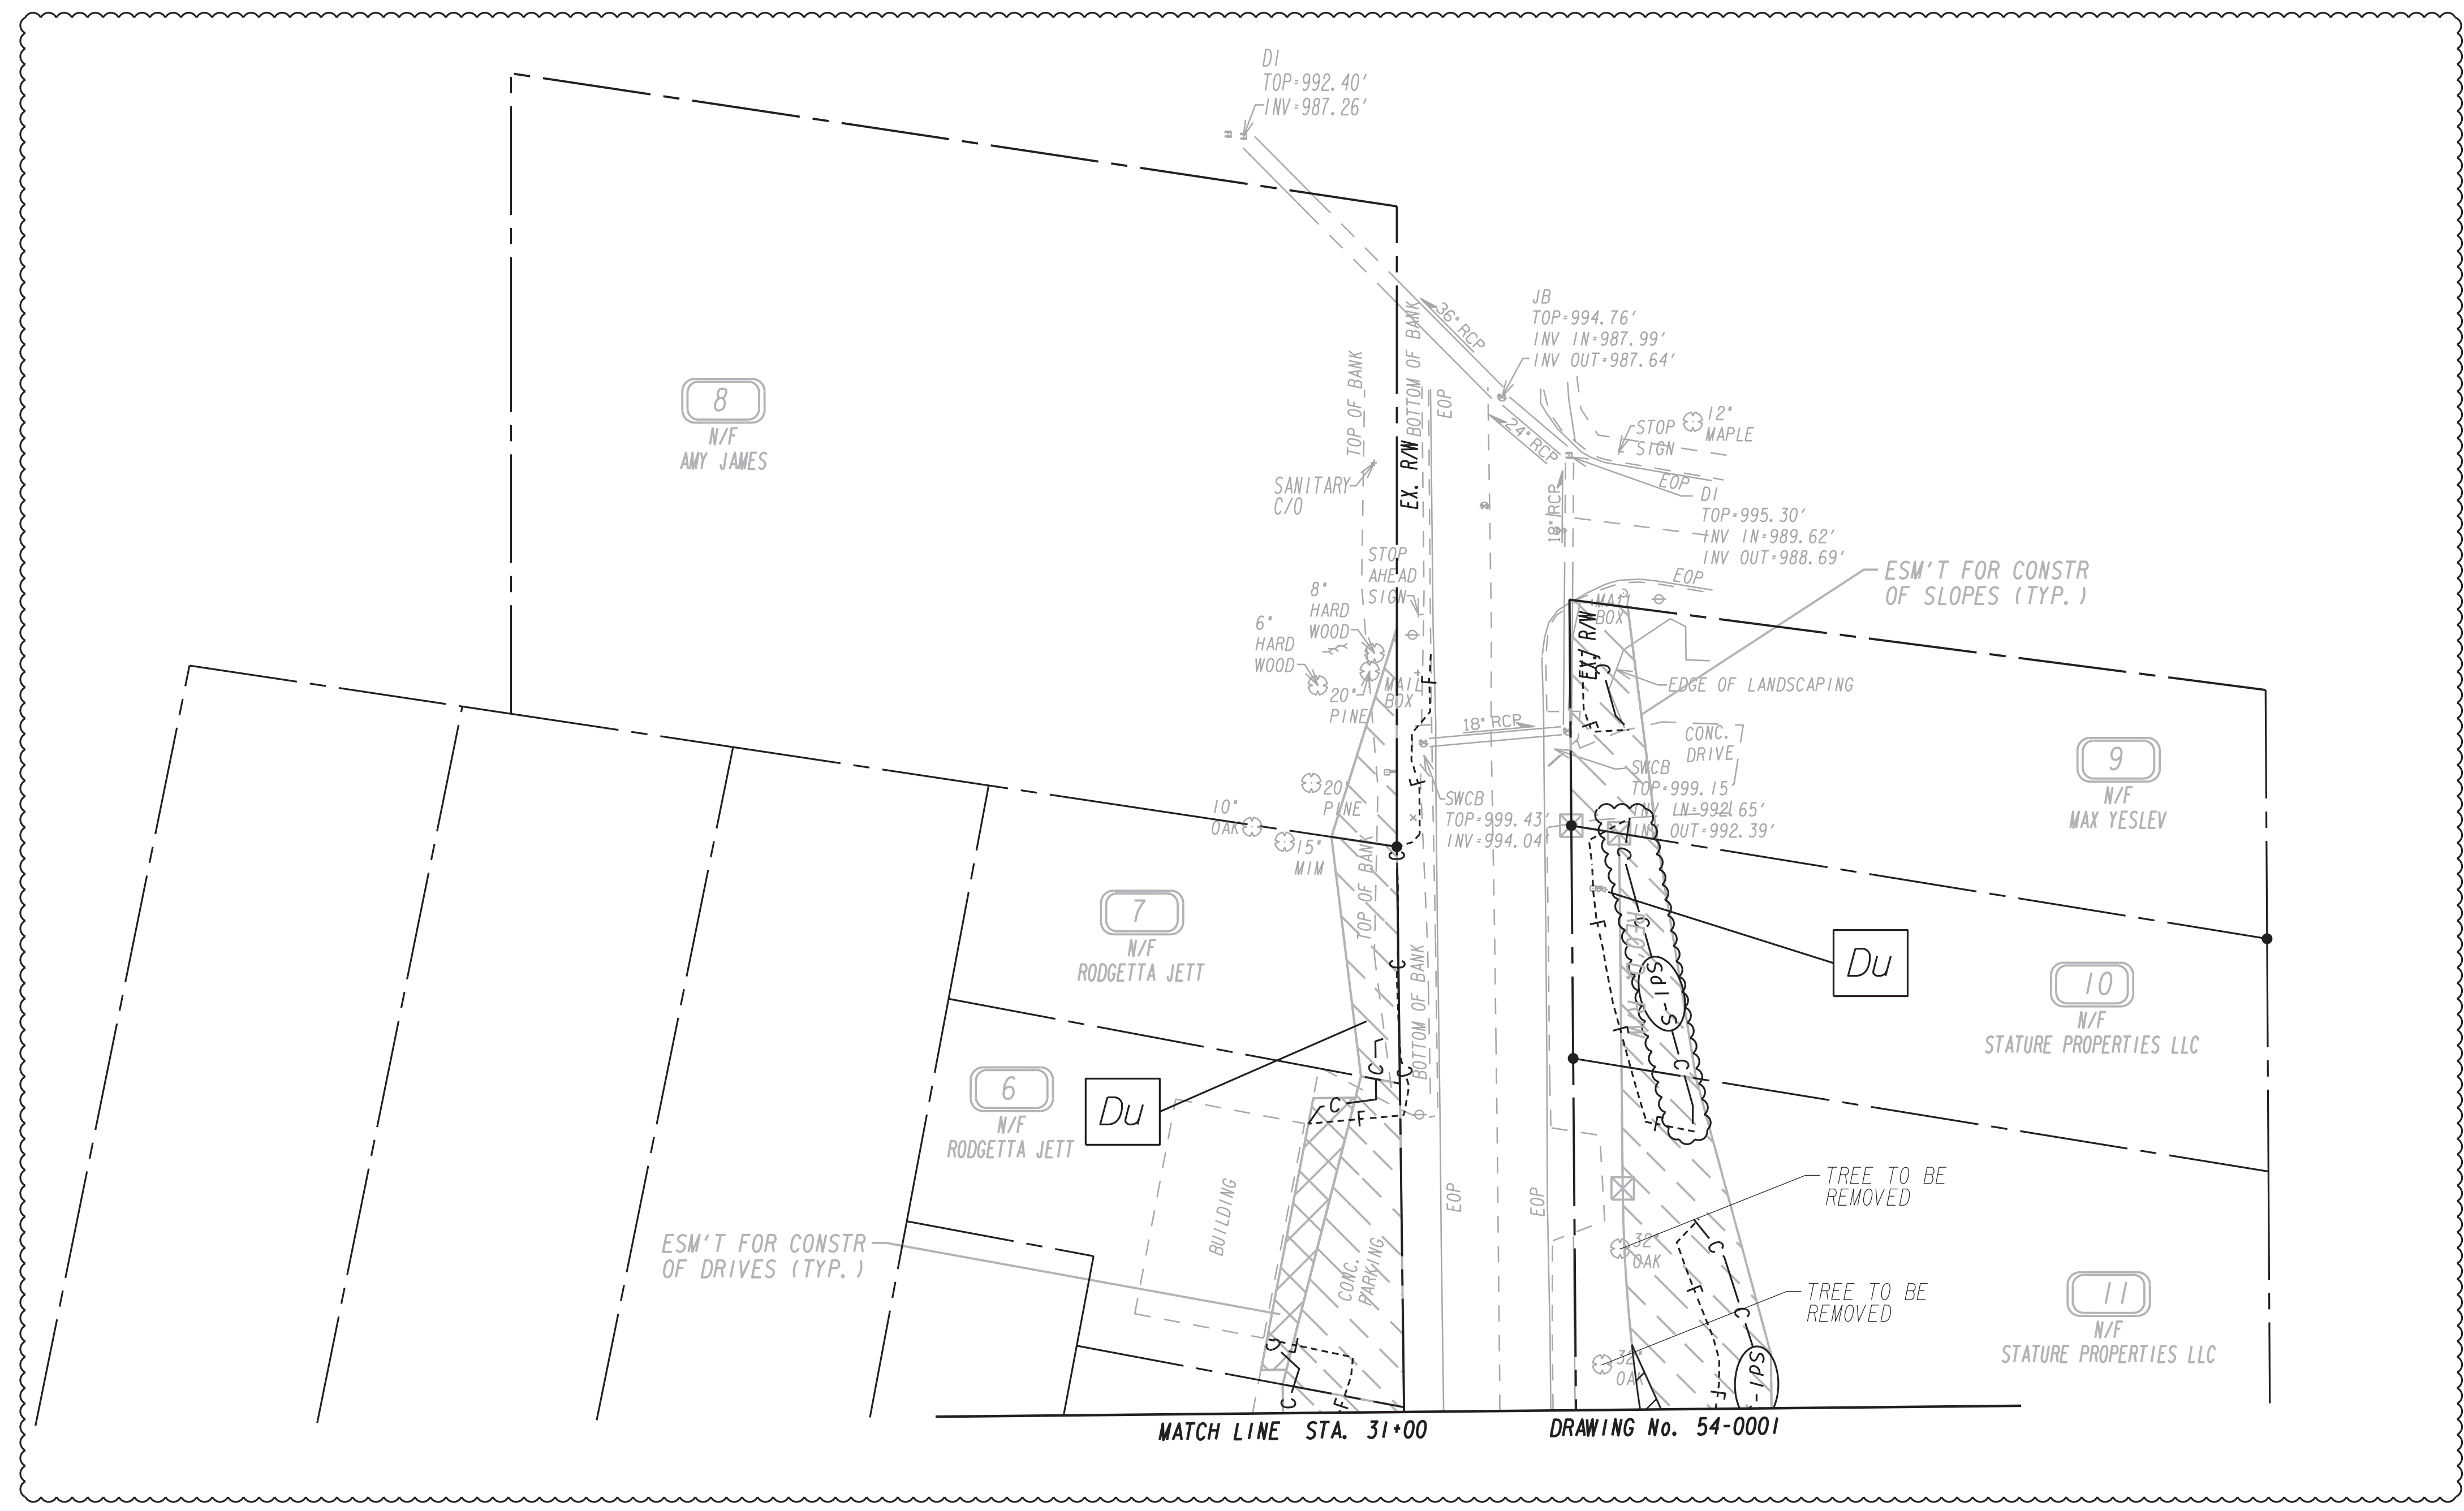 DI
TOP=992.40'
INV=987.26'
36" RCP
JB
TOP=994.76'
INV IN=987.99'
INV OUT=987.64'
TOP OF BANK
BOTTOM OF BANK
EOP
8
N/F
AMY JAMES
24" RCP
STOP
SIGN
12"
MAPLE
EX. R/W
SANITARY
C/O
18" RCP
EOP
DI
TOP=995.30'
INV IN=989.62'
INV OUT=988.69'
STOP
AHEAD
SIGN
ESM'T FOR CONSTR
OF SLOPES (TYP.)
EOP
8"
HARD
WOOD
MAIL
BOX
6"
HARD
WOOD
EX. R/W
C
F
F
20"
PINE
MAIL
BOX
EDGE OF LANDSCAPING
18" RCP
CONC.
DRIVE
9
N/F
MAX YESLEV
SWCB
TOP=999.15'
INV IN=992.65'
INV OUT=992.39'
F
20"
PINE
SWCB
TOP=999.43'
INV=994.04'
10"
OAK
15"
MIM
C
F
C
TOP OF BANK
7
N/F
RODGETTA JETT
C
F
C
REQ'D R/W
Du
BOTTOM OF BANK
SPI-S
10
N/F
STATURE PROPERTIES LLC
F
C
6
N/F
RODGETTA JETT
Du
C
C
C
F
F
BUILDING
EOP
EOP
TREE TO BE
REMOVED
ESM'T FOR CONSTR
OF DRIVES (TYP.)
CONC.
PARKING
32"
OAK
C
F
C
TREE TO BE
REMOVED
11
N/F
STATURE PROPERTIES LLC
C
F
C
F
32"
OAK
SPI-
F
MATCH LINE STA. 31+00
DRAWING No. 54-0001